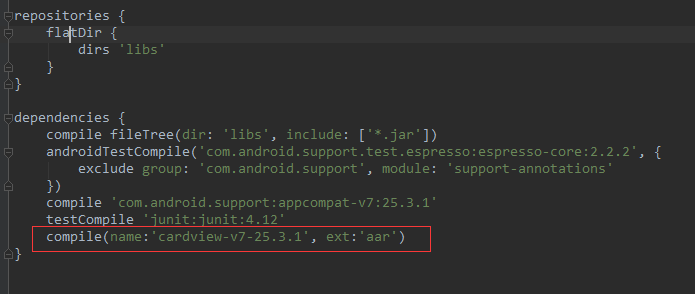 repositories {
flatDir {
dirs 'libs'
}
}
dependencies {
compile fileTree(dir: 'libs', include: ['*.jar'])
androidTestCompile('com.android.support.test.espresso:espresso-core:2.2.2', {
exclude group: 'com.android.support', module: 'support-annotations'
})
compile 'com.android.support:appcompat-v7:25.3.1'
testCompile 'junit:junit:4.12'
compile(name:'cardview-v7-25.3.1', ext:'aar')
}